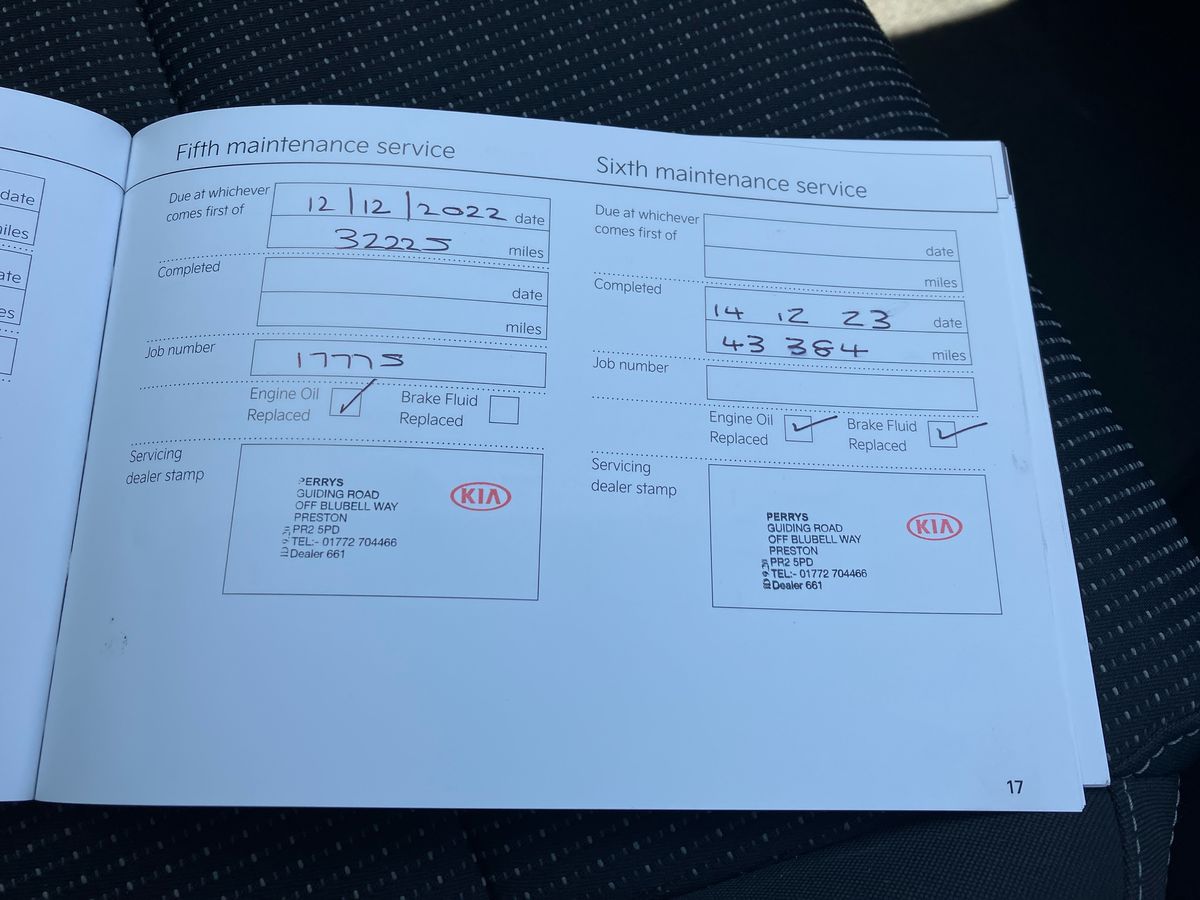 date
miles
date
es
Fifth maintenance service
Due at whichever
comes first of
12/12/2022 date
32225 miles
Completed
date
miles
Job number
17775
Engine Oil
Replaced
Brake Fluid
Replaced
Servicing
dealer stamp
PERRYS
GUIDING ROAD
OFF BLUBELL WAY
PRESTON
PR2 5PD
TEL:- 01772 704466
Dealer 661
KIA
Sixth maintenance service
Due at whichever
comes first of
date
miles
Completed
14 12 23 date
43 384 miles
Job number
Engine Oil
Replaced
Brake Fluid
Replaced
Servicing
dealer stamp
PERRYS
GUIDING ROAD
OFF BLUBELL WAY
PRESTON
PR2 5PD
TEL:- 01772 704466
Dealer 661
KIA
17